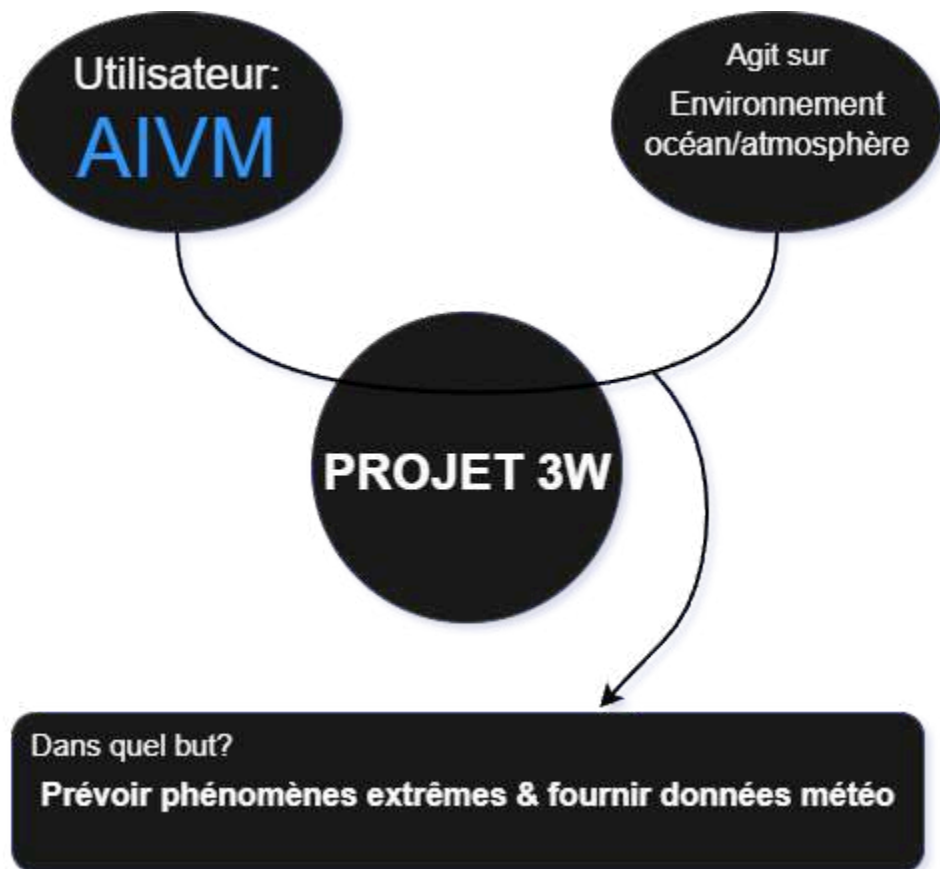 Utilisateur:
AIVM
Agit sur
Environnement
océan/atmosphère
PROJET 3W
Dans quel but?
Prévoir phénomènes extrêmes & fournir données météo